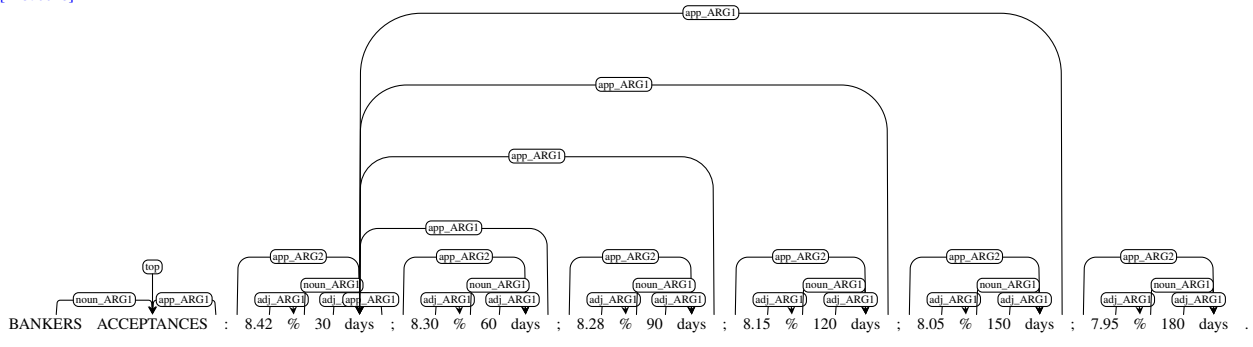 app_ARG1
app_ARG1
app_ARG1
app_ARG1
app_ARG2 app_ARG2 app_ARG2 app_ARG2 app_ARG2 app_ARG2
top
noun_ARG1 noun_ARG1 noun_ARG1 noun_ARG1 noun_ARG1 noun_ARG1
noun_ARG1 app_ARG1 adj_ARG1 adj_ app_ARG1 adj_ARG1 adj_ARG1 adj_ARG1 adj_ARG1 adj_ARG1 adj_ARG1 adj_ARG1 adj_ARG1 adj_ARG1 adj_ARG1
BANKERS ACCEPTANCES : 8.42 % 30 days ; 8.30 % 60 days ; 8.28 % 90 days ; 8.15 % 120 days ; 8.05 % 150 days ; 7.95 % 180 days .